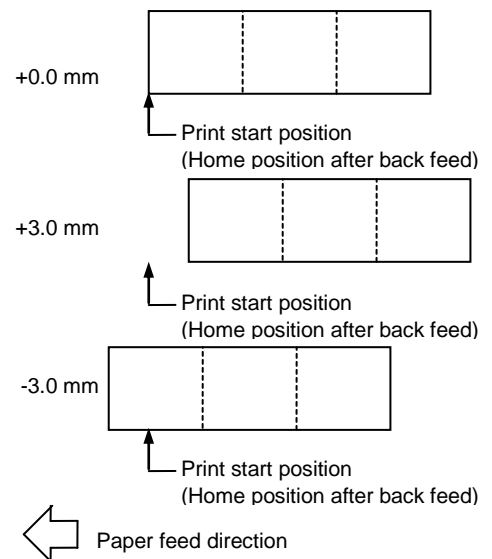 +0.0 mm
Print start position
(Home position after back feed)
+3.0 mm
Print start position
(Home position after back feed)
-3.0 mm
Print start position
(Home position after back feed)
Paper feed direction